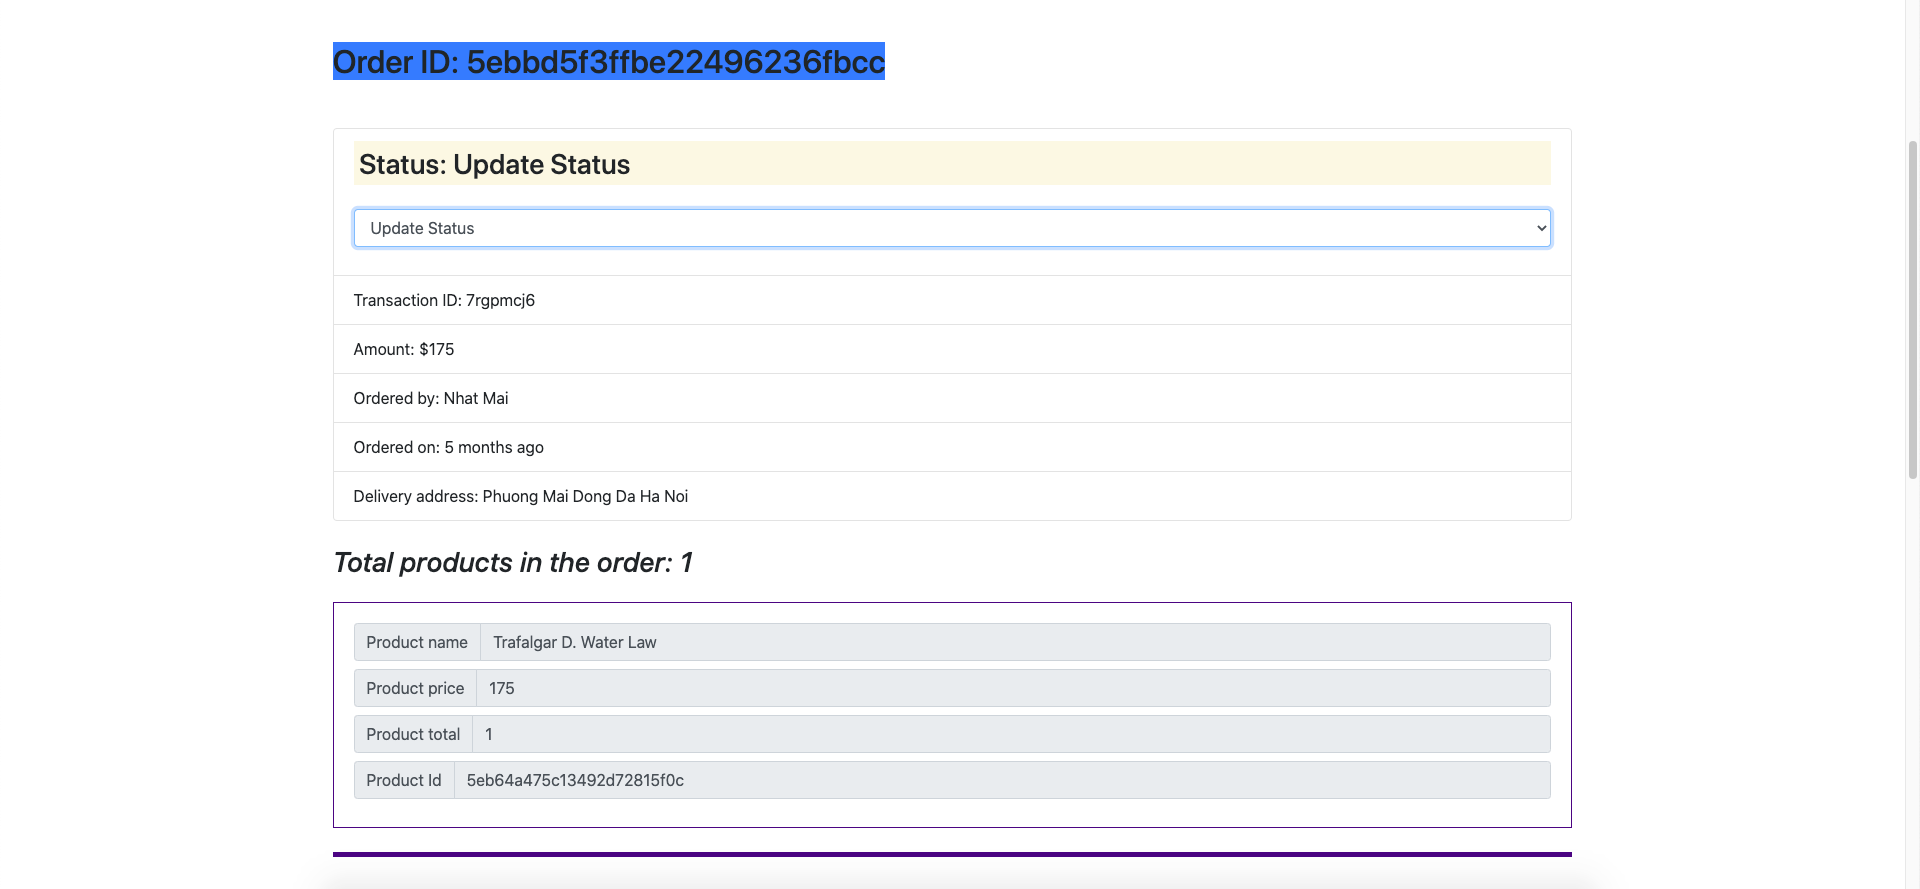 Order ID: 5ebbd5f3ffbe22496236fbcc
Status: Update Status
Update Status
Transaction ID: 7rgpmcj6
Amount: $175
Ordered by: Nhat Mai
Ordered on: 5 months ago
Delivery address: Phuong Mai Dong Da Ha Noi
Total products in the order: 1
Product name Trafalgar D. Water Law
Product price 175
Product total 1
Product Id 5eb64a475c13492d72815f0c